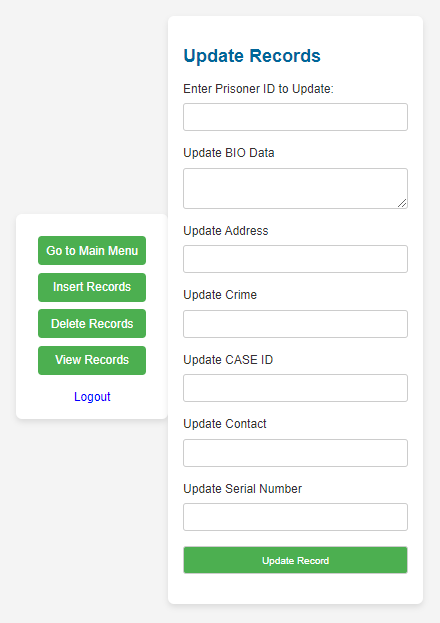 Update Records
Enter Prisoner ID to Update:
Update BIO Data
Update Address
Update Crime
Update CASE ID
Update Contact
Update Serial Number
Update Record
Go to Main Menu
Insert Records
Delete Records
View Records
Logout